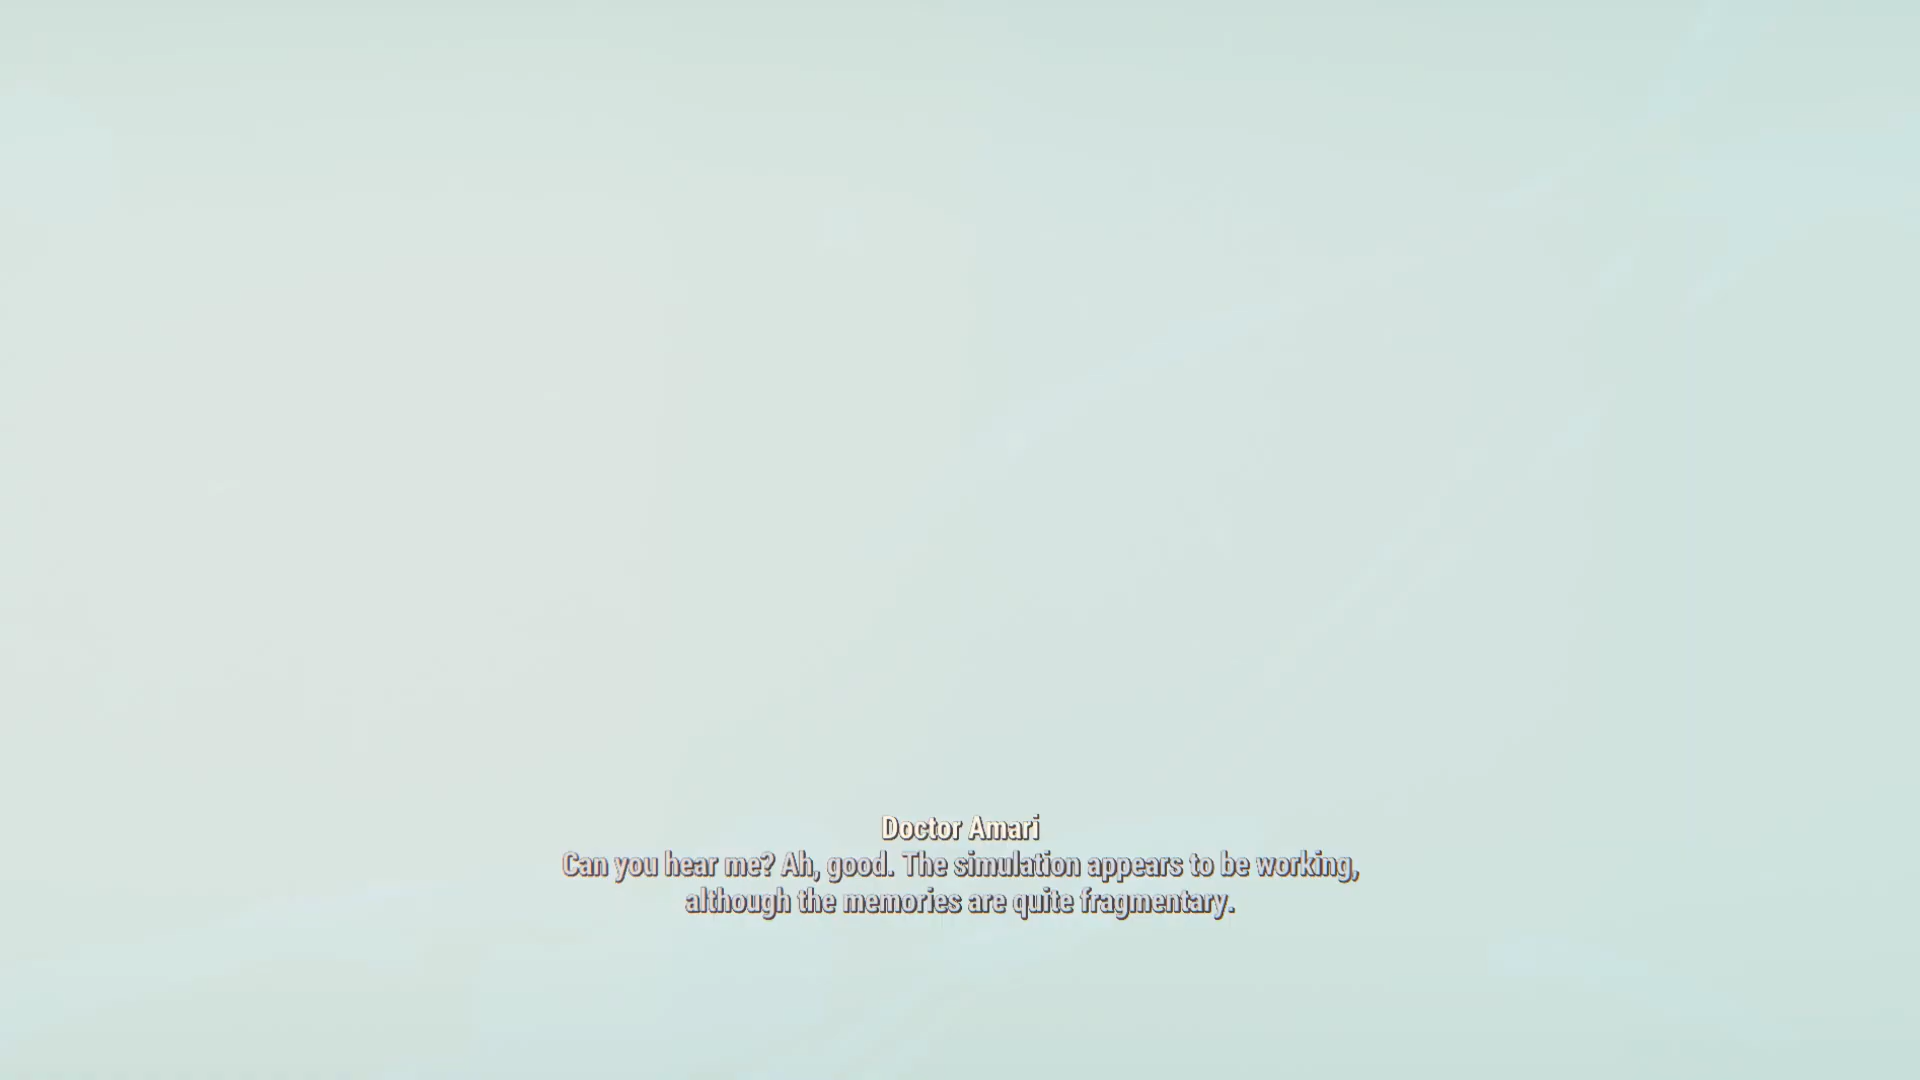 Doctor Amari
Can you hear me? Ah, good. The simulation appears to be working,
although the memories are quite fragmentary.